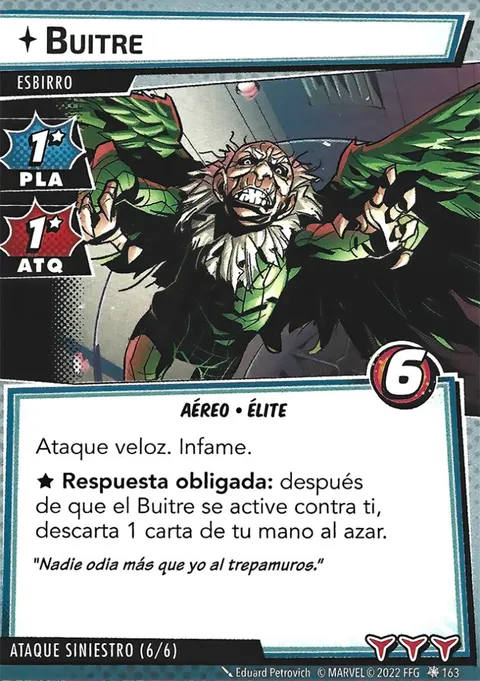 BUITRE
ESBIRRO
1
PLA
1
ATQ
6
AÉREO • ÉLITE
Ataque veloz. Infame.
★ Respuesta obligada: después
de que el Buitre se active contra ti,
descarta 1 carta de tu mano al azar.
"Nadie odia más que yo al trepamuros."
ATAQUE SINIESTRO (6/6)
Eduard Petrovich © MARVEL © 2022 FFG 163